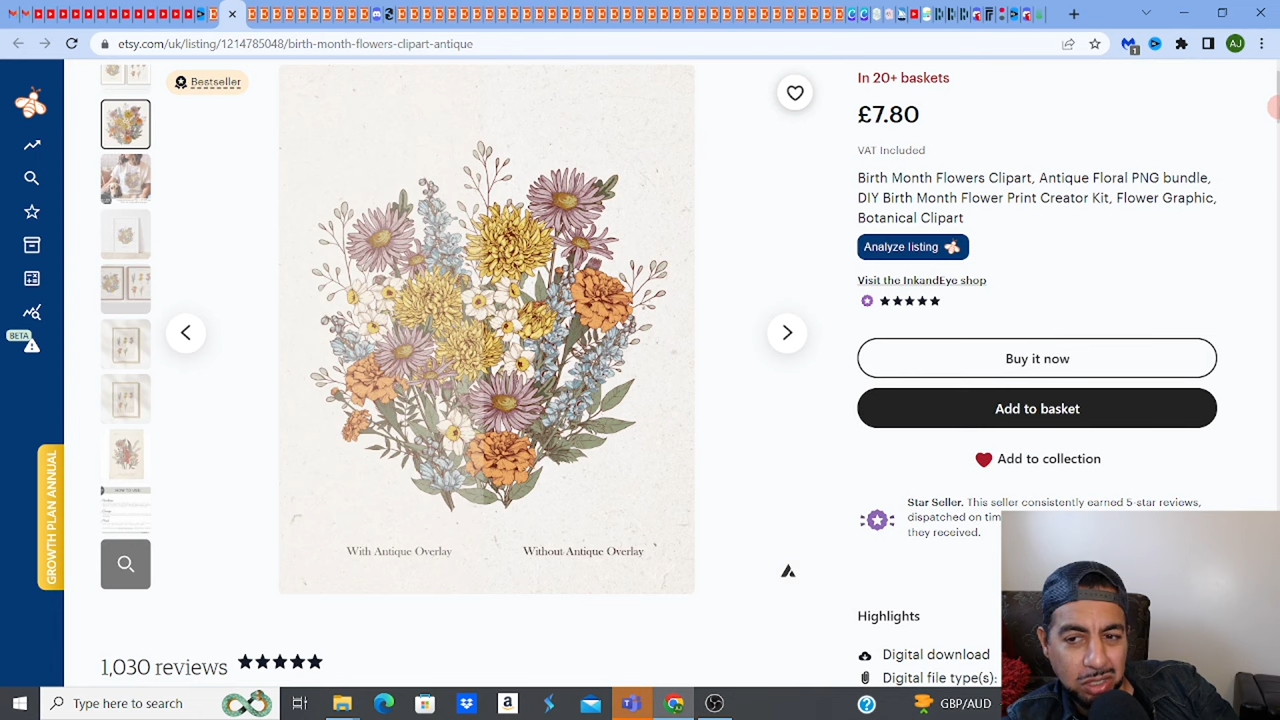 etsy.com/uk/listing/1214785048/birth-month-flowers-clipart-antique
1
AJ
Bestseller
In 20+ baskets
£7.80
VAT Included
Birth Month Flowers Clipart, Antique Floral PNG bundle,
DIY Birth Month Flower Print Creator Kit, Flower Graphic,
Botanical Clipart
Analyze listing
Visit the InkandEye shop
Buy it now
Add to basket
Add to collection
Star Seller. This seller consistently earned 5-star reviews,
dispatched on tim
they received.
Highlights
Digital download
Digital file type(s):
BETA
GROWTH PLAN ANNUAL
With Antique Overlay
Without Antique Overlay
1,030 reviews
Type here to search
GBP/AUD